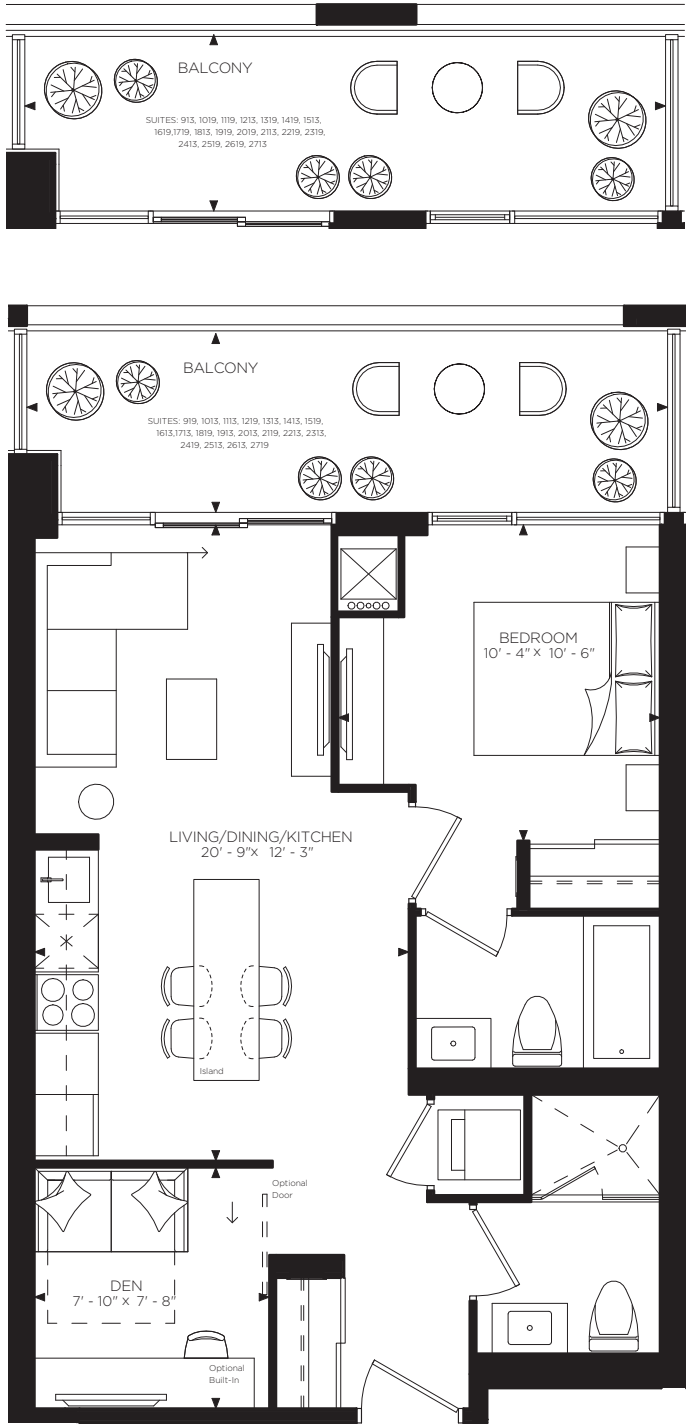 BALCONY
SUITES: 913, 1019, 1119, 1213, 1319, 1419, 1513,
1619,1719, 1813, 1919, 2019, 2113, 2219, 2319,
2413, 2519, 2619, 2713
BALCONY
SUITES: 919, 1013, 1113, 1219, 1313, 1413, 1519,
1613,1713, 1819, 1913, 2013, 2119, 2213, 2313,
2419, 2513, 2613, 2719
BEDROOM
10' - 4" x 10' - 6"
LIVING/DINING/KITCHEN
20' - 9"x 12' - 3"
Island
Optional
Door
DEN
7' - 10" x 7' - 8"
Optional
Built-In